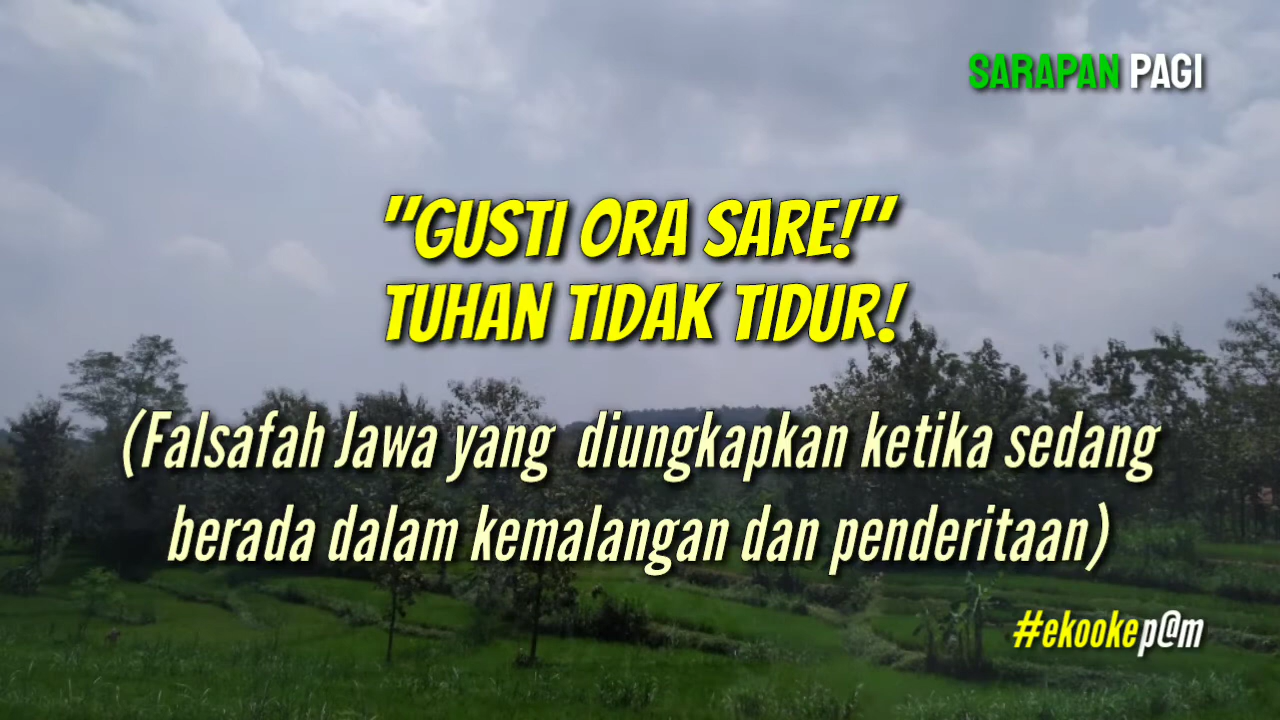 SARAPAN PAGI
"GUSTI ORA SARE!"
TUHAN TIDAK TIDUR!
(Falsafah Jawa yang diungkapkan ketika sedang
berada dalam kemalangan dan penderitaan)
#ekookep@m